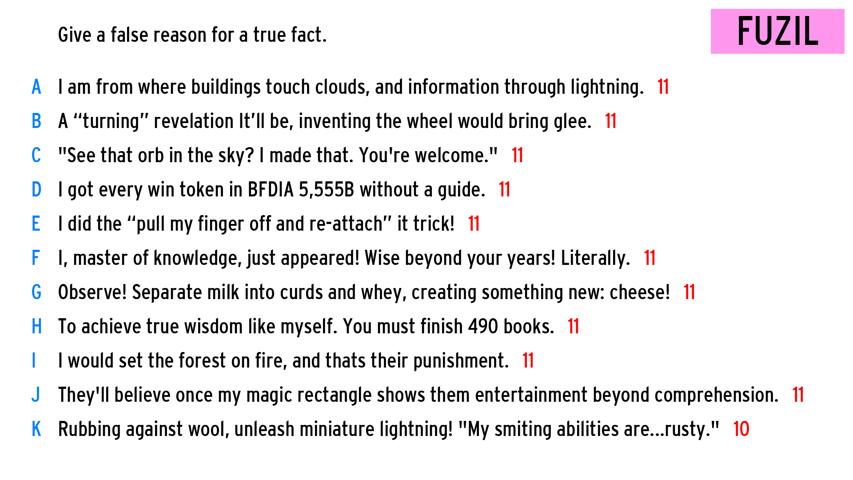 Give a false reason for a true fact.
FUZIL
A I am from where buildings touch clouds, and information through lightning. 11
B A “turning” revelation It’ll be, inventing the wheel would bring glee. 11
C "See that orb in the sky? I made that. You're welcome." 11
D I got every win token in BFDIA 5,555B without a guide. 11
E I did the “pull my finger off and re-attach” it trick! 11
F I, master of knowledge, just appeared! Wise beyond your years! Literally. 11
G Observe! Separate milk into curds and whey, creating something new: cheese! 11
H To achieve true wisdom like myself. You must finish 490 books. 11
I I would set the forest on fire, and thats their punishment. 11
J They'll believe once my magic rectangle shows them entertainment beyond comprehension. 11
K Rubbing against wool, unleash miniature lightning! "My smiting abilities are...rusty." 10